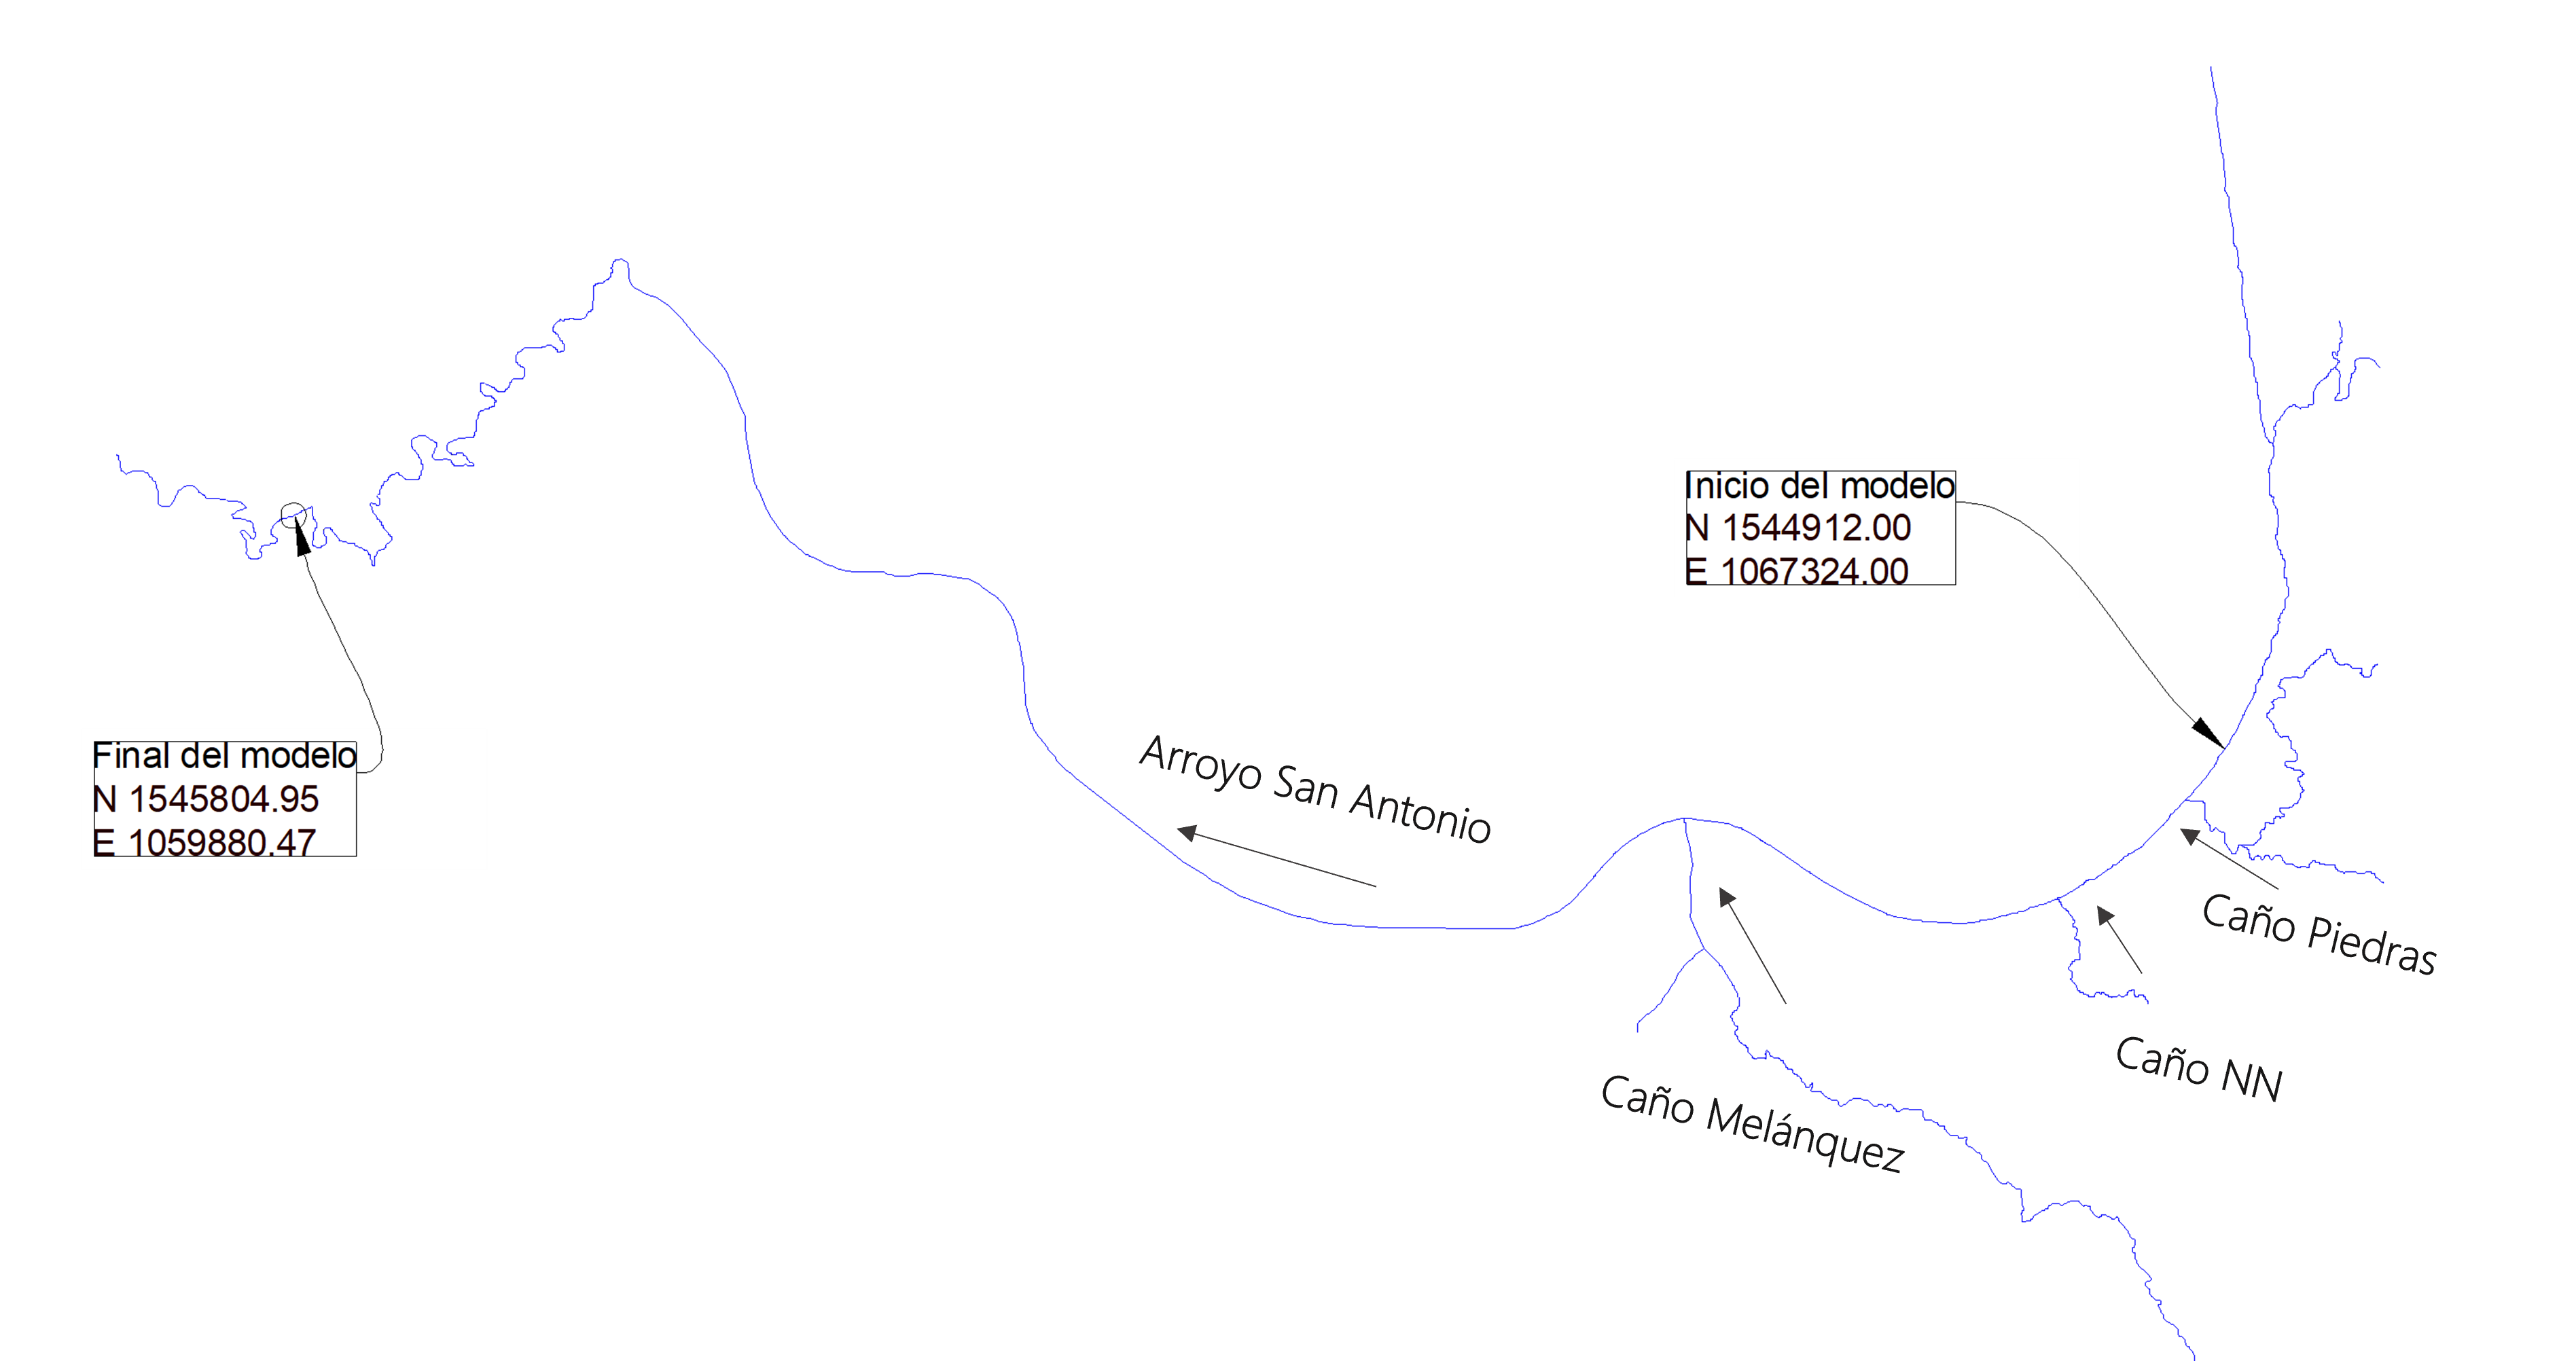 Inicio del modelo
N 1544912.00
E 1067324.00
Final del modelo
N 1545804.95
E 1059880.47
Arroyo San Antonio
Caño Piedras
Caño NN
Caño Melánquez